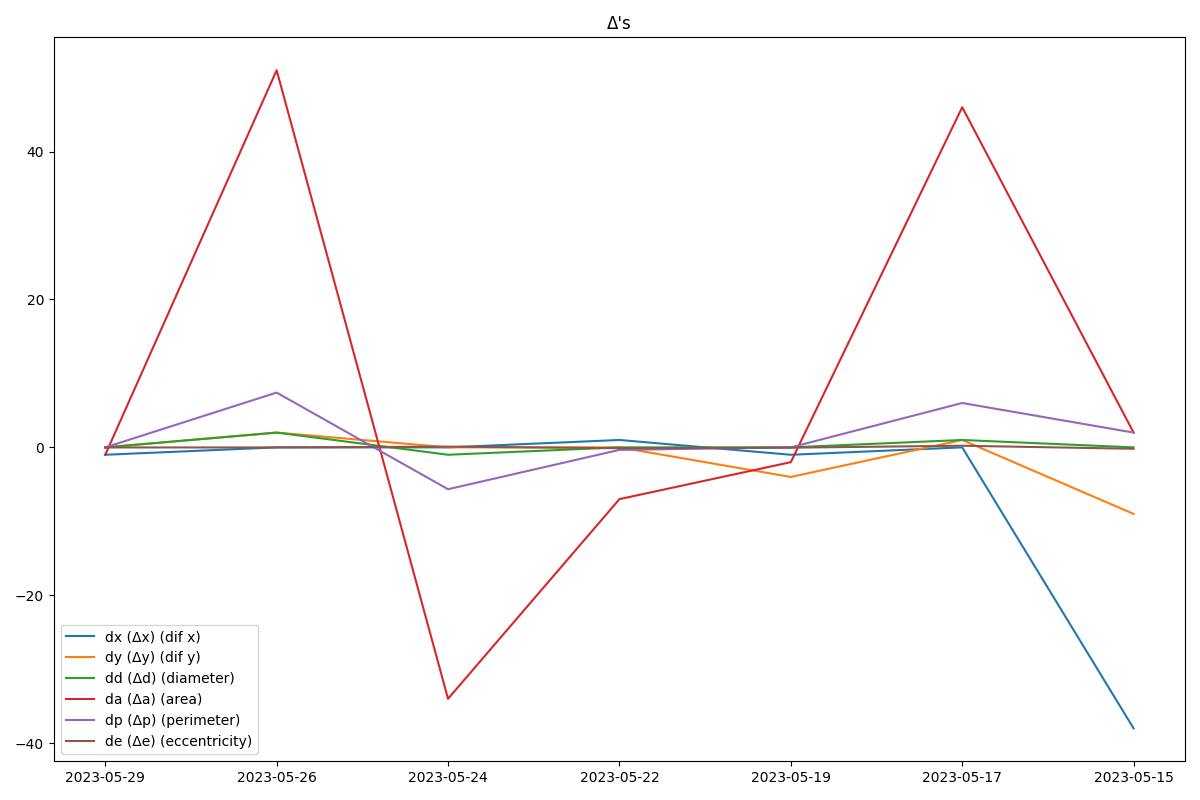 Δ's
40
20
0
−20
−40
dx (Δx) (dif x)
dy (Δy) (dif y)
dd (Δd) (diameter)
da (Δa) (area)
dp (Δp) (perimeter)
de (Δe) (eccentricity)
2023-05-29 2023-05-26 2023-05-24 2023-05-22 2023-05-19 2023-05-17 2023-05-15